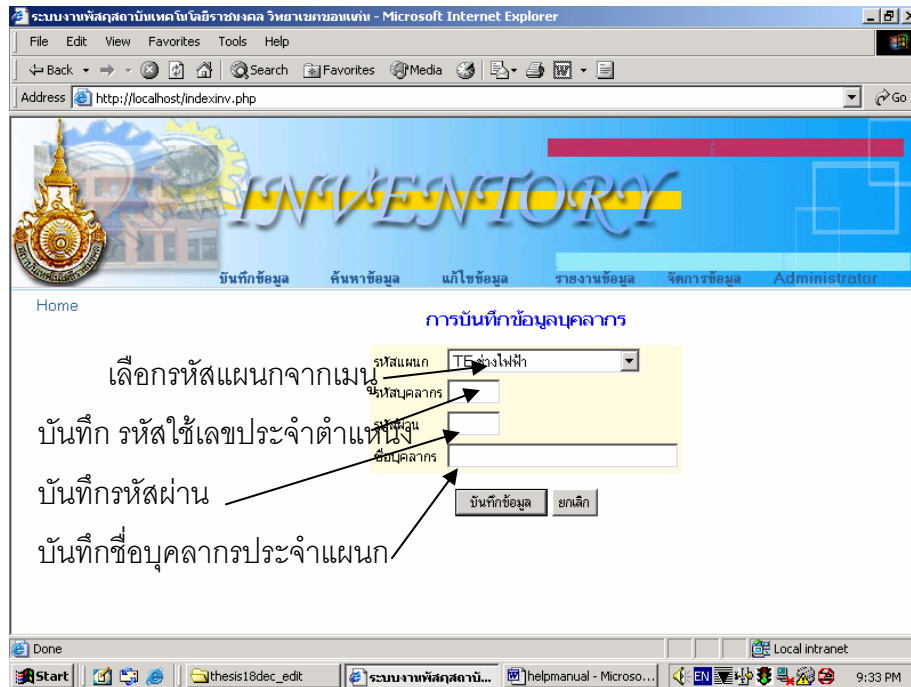 ระบบงานพัสดุสถาบันเทคโนโลยีราชมงคล วิทยาเขตขอนแก่น - Microsoft Internet Explorer
File Edit View Favorites Tools Help
Back Search Favorites Media
Address http://localhost/indexinv.php Go
INVENTORY
บันทึกข้อมูล ค้นหาข้อมูล แก้ไขข้อมูล รายงานข้อมูล จัดการข้อมูล Administrator
Home
การบันทึกข้อมูลบุคลากร
รหัสแผนก TE-ช่างไฟฟ้า
เลือกรหัสแผนกจากเมนู
รหัสบุคลากร
บันทึก รหัสใช้เลขประจำตำแหน่ง
รหัสผ่าน
ชื่อบุคลากร
บันทึกรหัสผ่าน
บันทึกข้อมูล ยกเลิก
บันทึกชื่อบุคลากรประจำแผนก
Done Local intranet
Start thesis18dec_edit ระบบงานพัสดุสถาบั... helpmanual - Microso... EN 9:33 PM